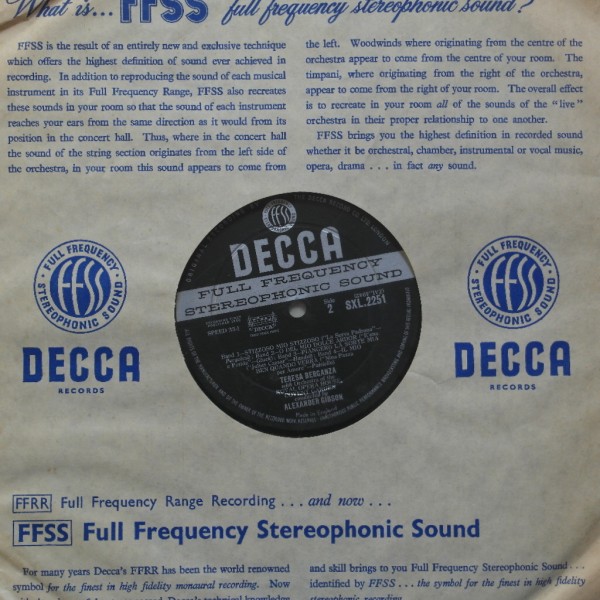 What is... FFSS full frequency stereophonic sound?
FFSS is the result of an entirely new and exclusive technique
which offers the highest definition of sound ever achieved in
recording. In addition to reproducing the sound of each musical
instrument in its Full Frequency Range, FFSS also recreates
these sounds in your room so that the sound of each instrument
reaches your ears from the same direction as it would from its
position in the concert hall. Thus, where in the concert hall
the sound of the string section originates from the left side of
the orchestra, in your room this sound appears to come from
the left. Woodwinds where originating from the centre of the
orchestra appear to come from the centre of your room. The
timpani, where originating from the right of the orchestra,
appear to come from the right of your room. The overall effect
is to recreate in your room all of the sounds of the "live"
orchestra in their proper relationship to one another.
FFSS brings you the highest definition in recorded sound
whether it be orchestral, chamber, instrumental or vocal music,
opera, drama . . . in fact any sound.
FULL FREQUENCY
FFSS
STEREOPHONIC SOUND
DECCA
RECORDS
FFSS
DECCA
FULL FREQUENCY
STEREOPHONIC SOUND
SPEED 33⅓
"DECCA"
Side
2
SXL.2251
TERESA BERGANZA
ALEXANDER GIBSON
Made in England
FULL FREQUENCY
FFSS
STEREOPHONIC SOUND
DECCA
RECORDS
FFRR Full Frequency Range Recording . . . and now . . .
FFSS Full Frequency Stereophonic Sound
For many years Decca's FFRR has been the world renowned
symbol for the finest in high fidelity monaural recording. Now
and skill brings to you Full Frequency Stereophonic Sound . . .
identified by FFSS . . . the symbol for the finest in high fidelity
stereophonic recording.